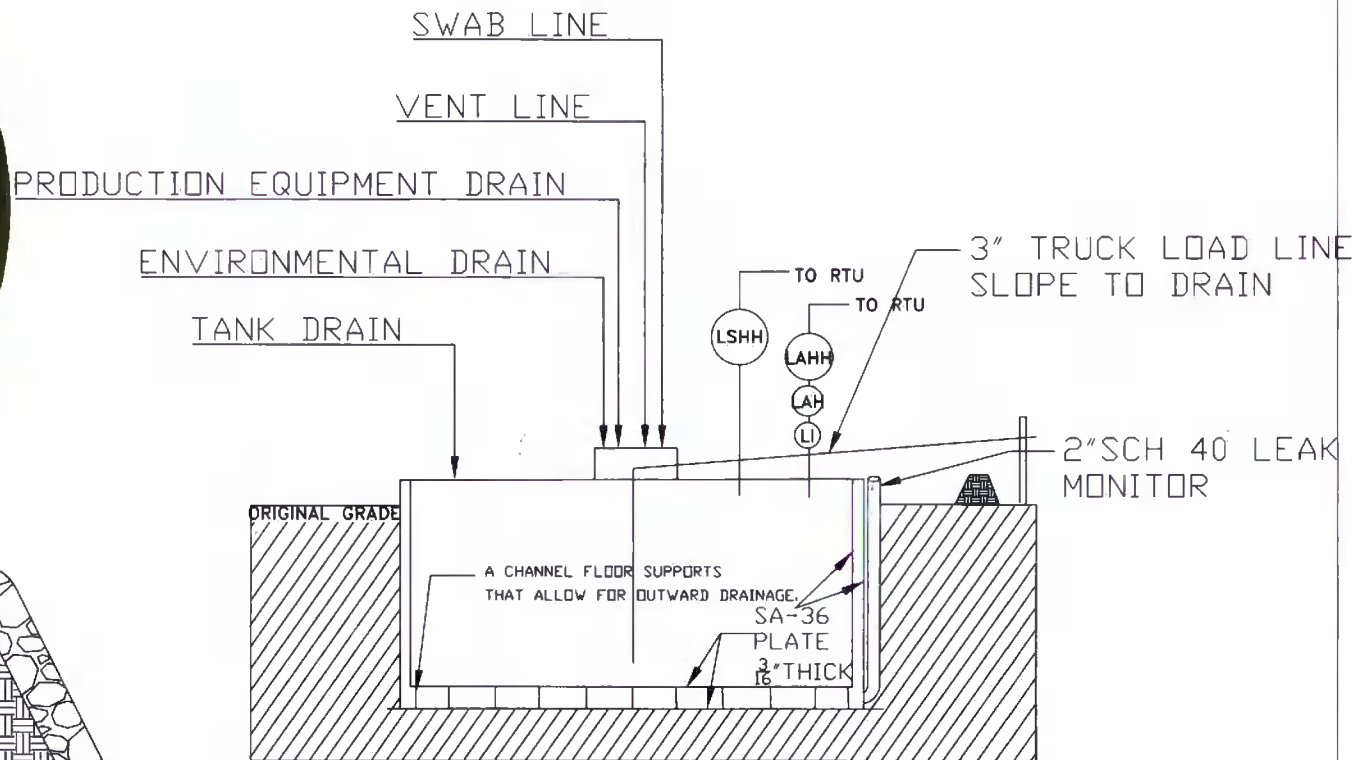 SWAB LINE
VENT LINE
PRODUCTION EQUIPMENT DRAIN
ENVIRONMENTAL DRAIN
TANK DRAIN
TO RTU
TO RTU
LSHH
LAHH
LAH
LI
3" TRUCK LOAD LINE
SLOPE TO DRAIN
2"SCH 40 LEAK
MONITOR
ORIGINAL GRADE
A CHANNEL FLOOR SUPPORTS
THAT ALLOW FOR OUTWARD DRAINAGE.
SA-36
PLATE
3/16" THICK